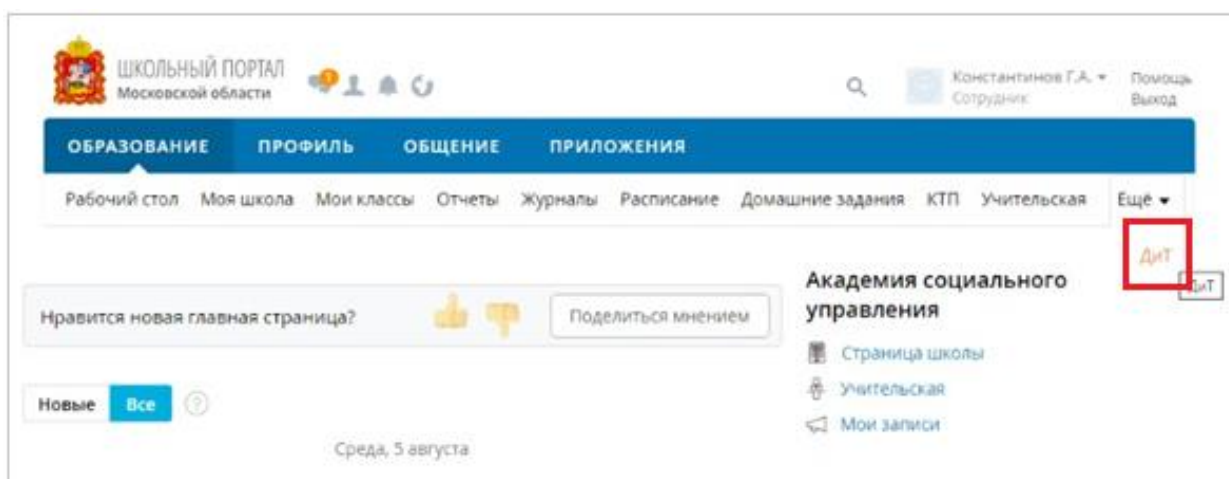 ШКОЛЬНЫЙ ПОРТАЛ
Московской области
1
Константинов Г.А.
Сотрудник
Помощь
Выход
ОБРАЗОВАНИЕ ПРОФИЛЬ ОБЩЕНИЕ ПРИЛОЖЕНИЯ
Рабочий стол Моя школа Мои классы Отчеты Журналы Расписание Домашние задания КТП Учительская Ещё
ДиТ
ДиТ
Нравится новая главная страница? Поделиться мнением
Новые Все ?
Среда, 5 августа
Академия социального
управления
Страница школы
Учительская
Мои записи